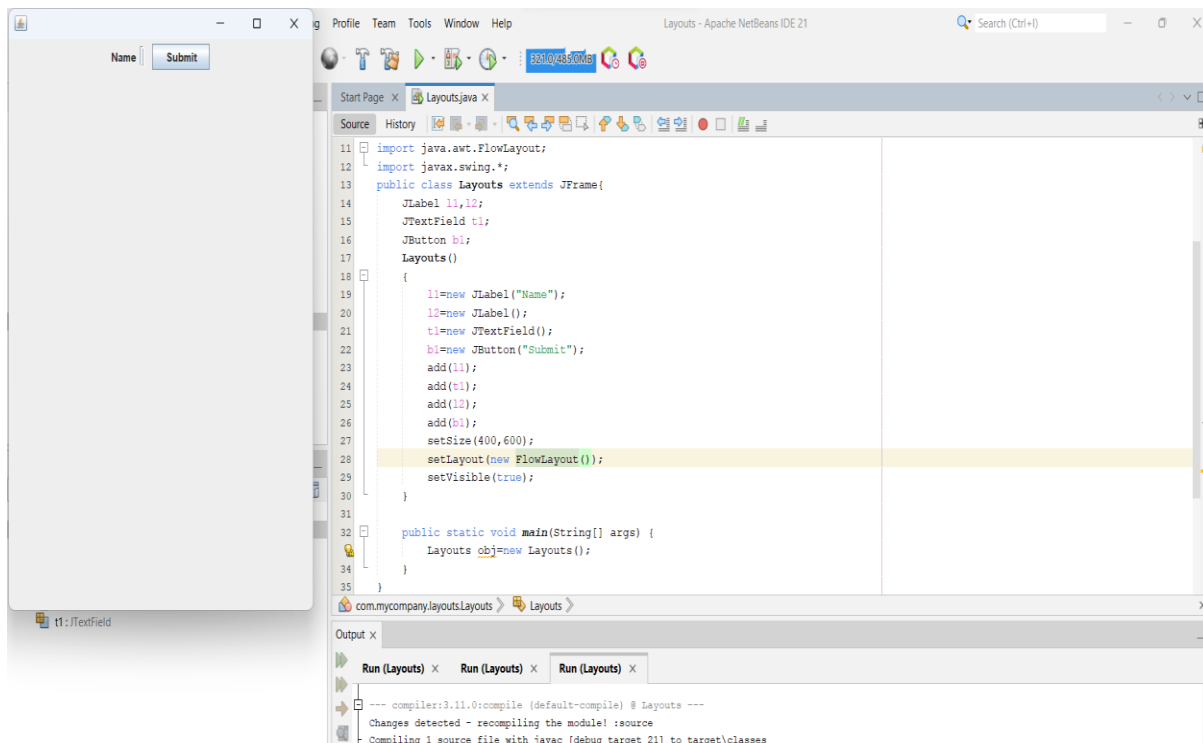 g Profile Team Tools Window Help
Layouts - Apache NetBeans IDE 21
Search (Ctrl+I)
Name
Submit
321.0/485.0MB
Start Page
Layouts.java
Source
History
11 import java.awt.FlowLayout;
12 import javax.swing.*;
13 public class Layouts extends JFrame{
14 JLabel l1,l2;
15 JTextField t1;
16 JButton b1;
17 Layouts()
18 {
19 l1=new JLabel("Name");
20 l2=new JLabel();
21 t1=new JTextField();
22 b1=new JButton("Submit");
23 add(l1);
24 add(t1);
25 add(l2);
26 add(b1);
27 setSize(400,600);
28 setLayout(new FlowLayout());
29 setVisible(true);
30 }
31
32 public static void main(String[] args) {
Layouts obj=new Layouts();
34 }
35 }
com.mycompany.layouts.Layouts
Layouts
t1 : JTextField
Output
Run (Layouts)
Run (Layouts)
Run (Layouts)
--- compiler:3.11.0:compile (default-compile) @ Layouts ---
Changes detected - recompiling the module! :source
Compiling 1 source file with javac [debug target 21] to target\classes